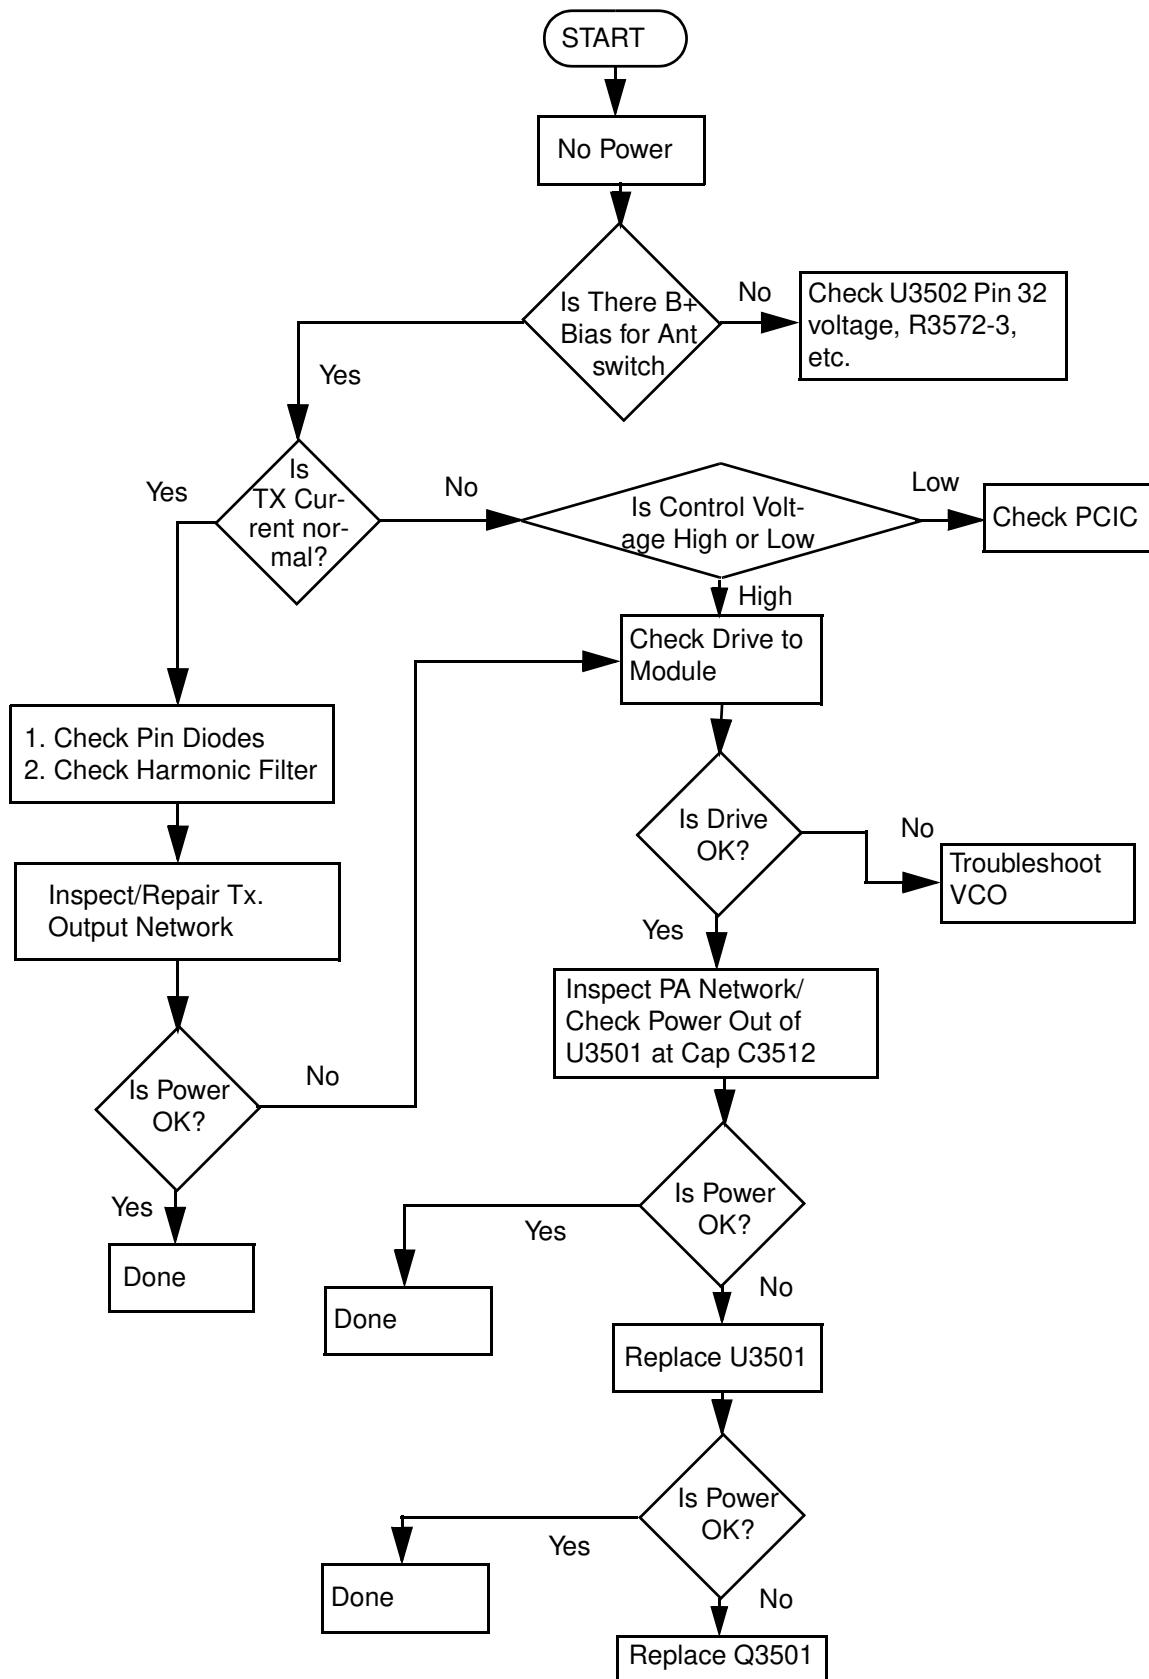 START
No Power
Is There B+
Bias for Ant
switch
No
Check U3502 Pin 32
voltage, R3572-3,
etc.
Yes
Is
TX Cur-
rent nor-
mal?
Yes
No
Is Control Volt-
age High or Low
Low
Check PCIC
High
Check Drive to
Module
1. Check Pin Diodes
2. Check Harmonic Filter
Is Drive
OK?
No
Troubleshoot
VCO
Inspect/Repair Tx.
Output Network
Yes
Inspect PA Network/
Check Power Out of
U3501 at Cap C3512
Is Power
OK?
No
Yes
Done
Is Power
OK?
Yes
Done
No
Replace U3501
Is Power
OK?
Yes
Done
No
Replace Q3501